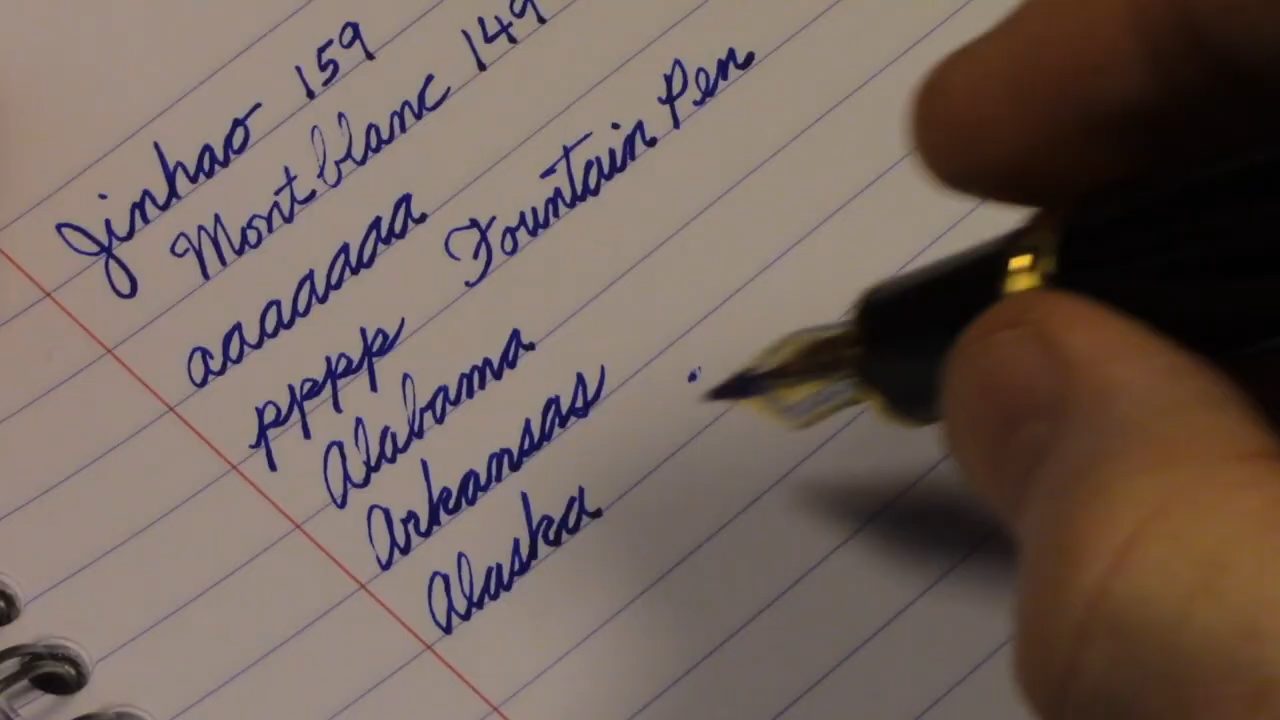 Jinhao 159
Montblanc 149
aaaaaaa
Fountain Pen
pppp
Alabama
Arkansas
Alaska